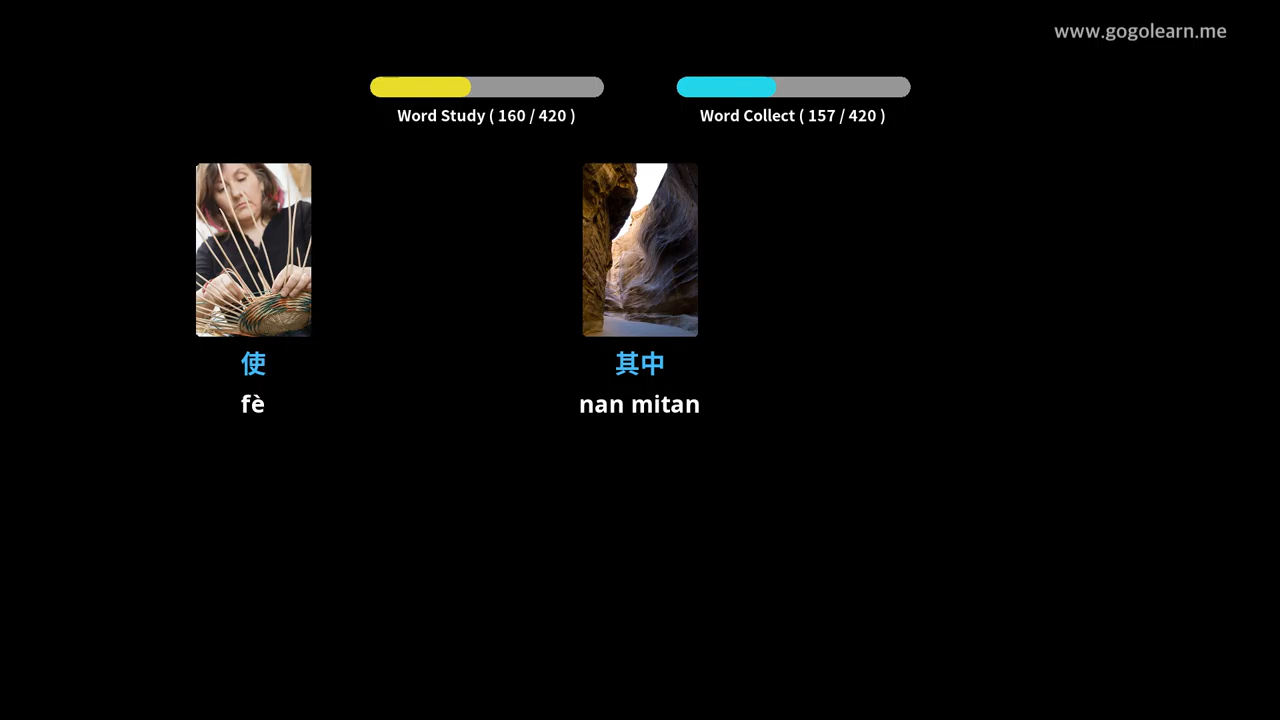 www.gogolearn.me
Word Study ( 160 / 420 )
Word Collect ( 157 / 420 )
使
其中
fè
nan mitan